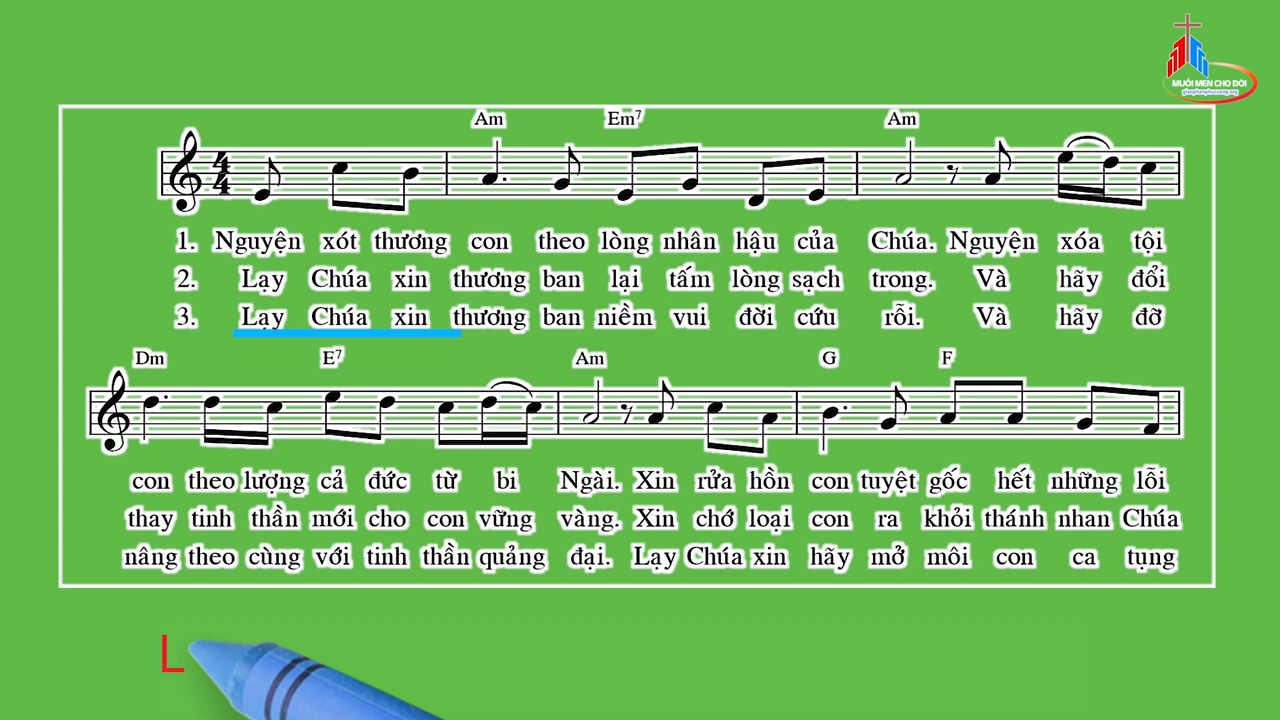 MUỐI MEN CHO ĐỜI
giaophanphucuong.org
Am Em7 Am
4
4
1. Nguyện xót thương con theo lòng nhân hậu của Chúa. Nguyện xóa tội
2. Lạy Chúa xin thương ban lại tấm lòng sạch trong. Và hãy đổi
3. Lạy Chúa xin thương ban niềm vui đời cứu rỗi. Và hãy đỡ
Dm E7 Am G F
con theo lượng cả đức từ bi Ngài. Xin rửa hồn con tuyệt gốc hết những lỗi
thay tinh thần mới cho con vững vàng. Xin chớ loại con ra khỏi thánh nhan Chúa
nâng theo cùng với tinh thần quảng đại. Lạy Chúa xin hãy mở môi con ca tụng
L